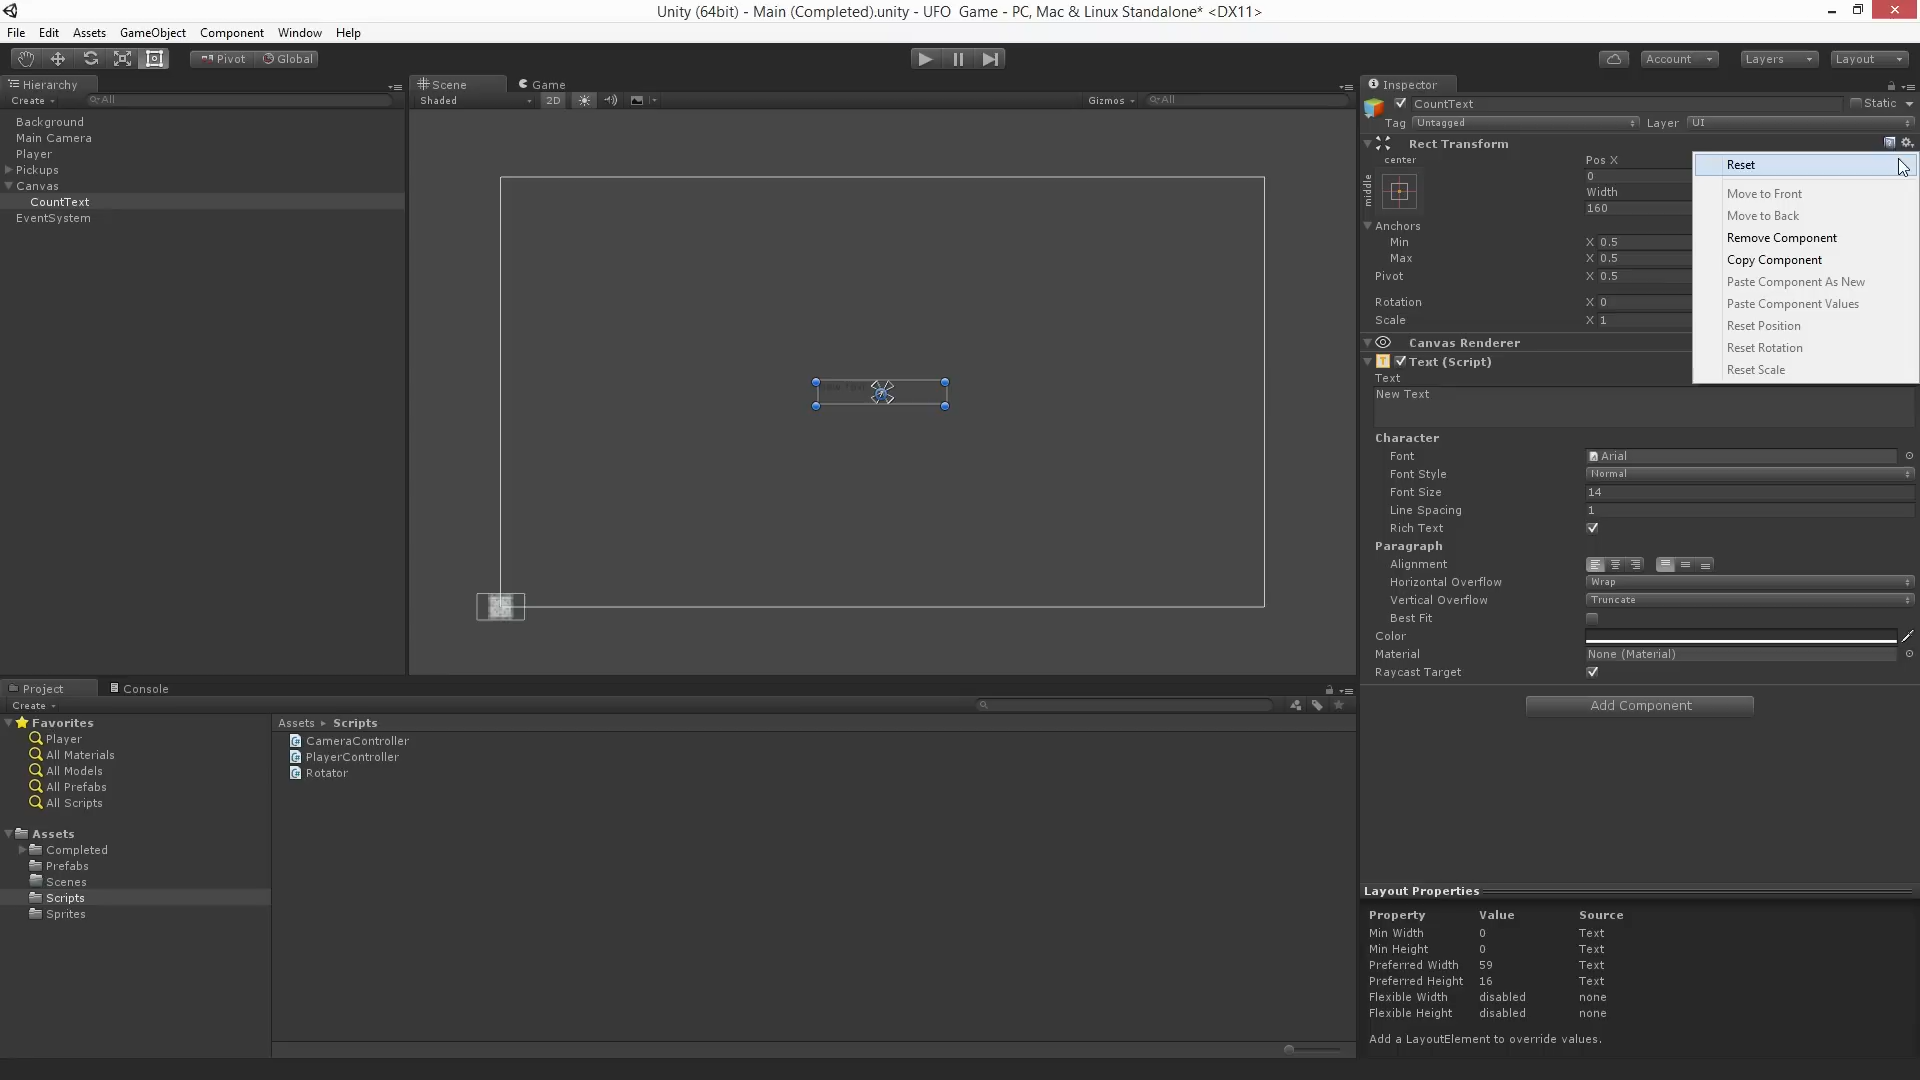 Unity (64bit) - Main (Completed).unity - UFO Game - PC, Mac & Linux Standalone* <DX11>
File Edit Assets GameObject Component Window Help
Pivot Global Account Layers Layout
Hierarchy
Create All
Background
Main Camera
Player
Pickups
Canvas
CountText
EventSystem
Scene Game
Shaded 2D Gizmos All
Inspector
CountText Static
Tag Untagged Layer UI
Rect Transform
center Pos X
middle 0
Width
160
Anchors
Min X 0.5
Max X 0.5
Pivot X 0.5
Rotation X 0
Scale X 1
Reset
Move to Front
Move to Back
Remove Component
Copy Component
Paste Component As New
Paste Component Values
Reset Position
Reset Rotation
Reset Scale
Canvas Renderer
Text (Script)
Text
New Text
Character
Font Arial
Font Style Normal
Font Size 14
Line Spacing 1
Rich Text
Paragraph
Alignment
Horizontal Overflow Wrap
Vertical Overflow Truncate
Best Fit
Color
Material None (Material)
Raycast Target
Add Component
Project Console
Create
Favorites
Player
All Materials
All Models
All Prefabs
All Scripts
Assets
Completed
Prefabs
Scenes
Scripts
Sprites
Assets Scripts
CameraController
PlayerController
Rotator
Layout Properties
Property Value Source
Min Width 0 Text
Min Height 0 Text
Preferred Width 59 Text
Preferred Height 16 Text
Flexible Width disabled none
Flexible Height disabled none
Add a LayoutElement to override values.